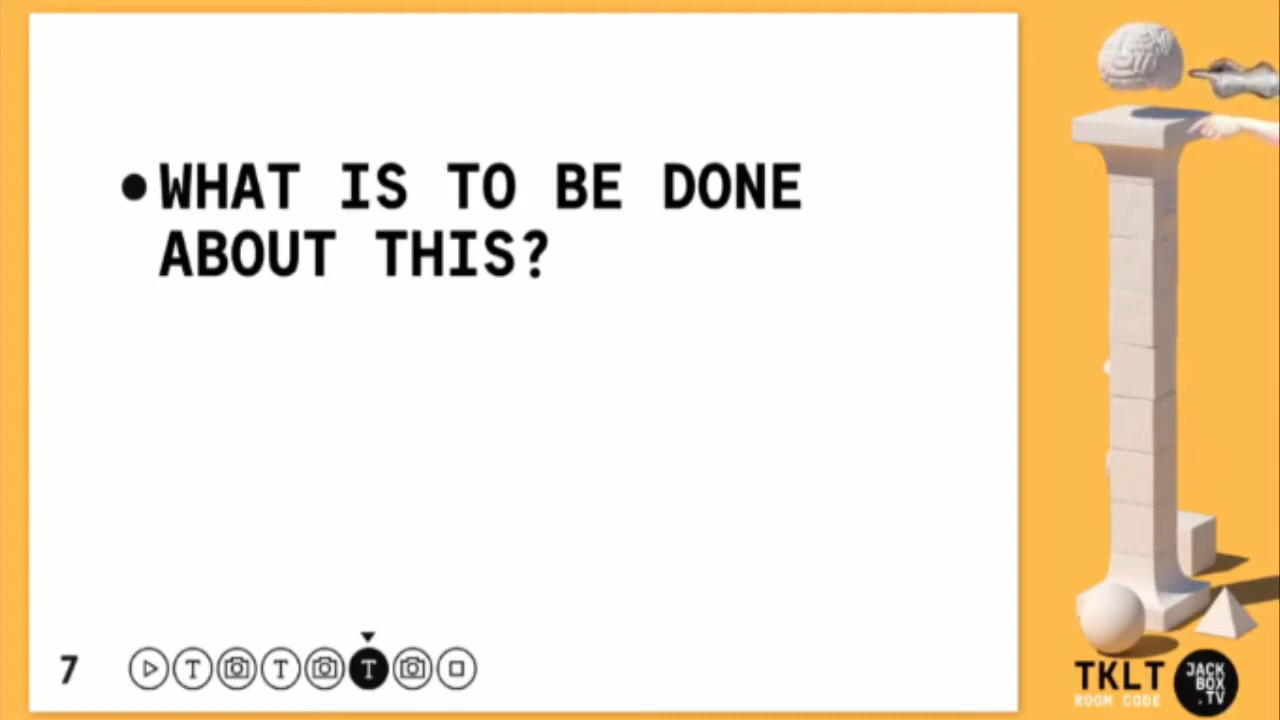 •WHAT IS TO BE DONE
ABOUT THIS?
7
T
T
T
TKLT
ROOM CODE
JACK
BOX
.TV